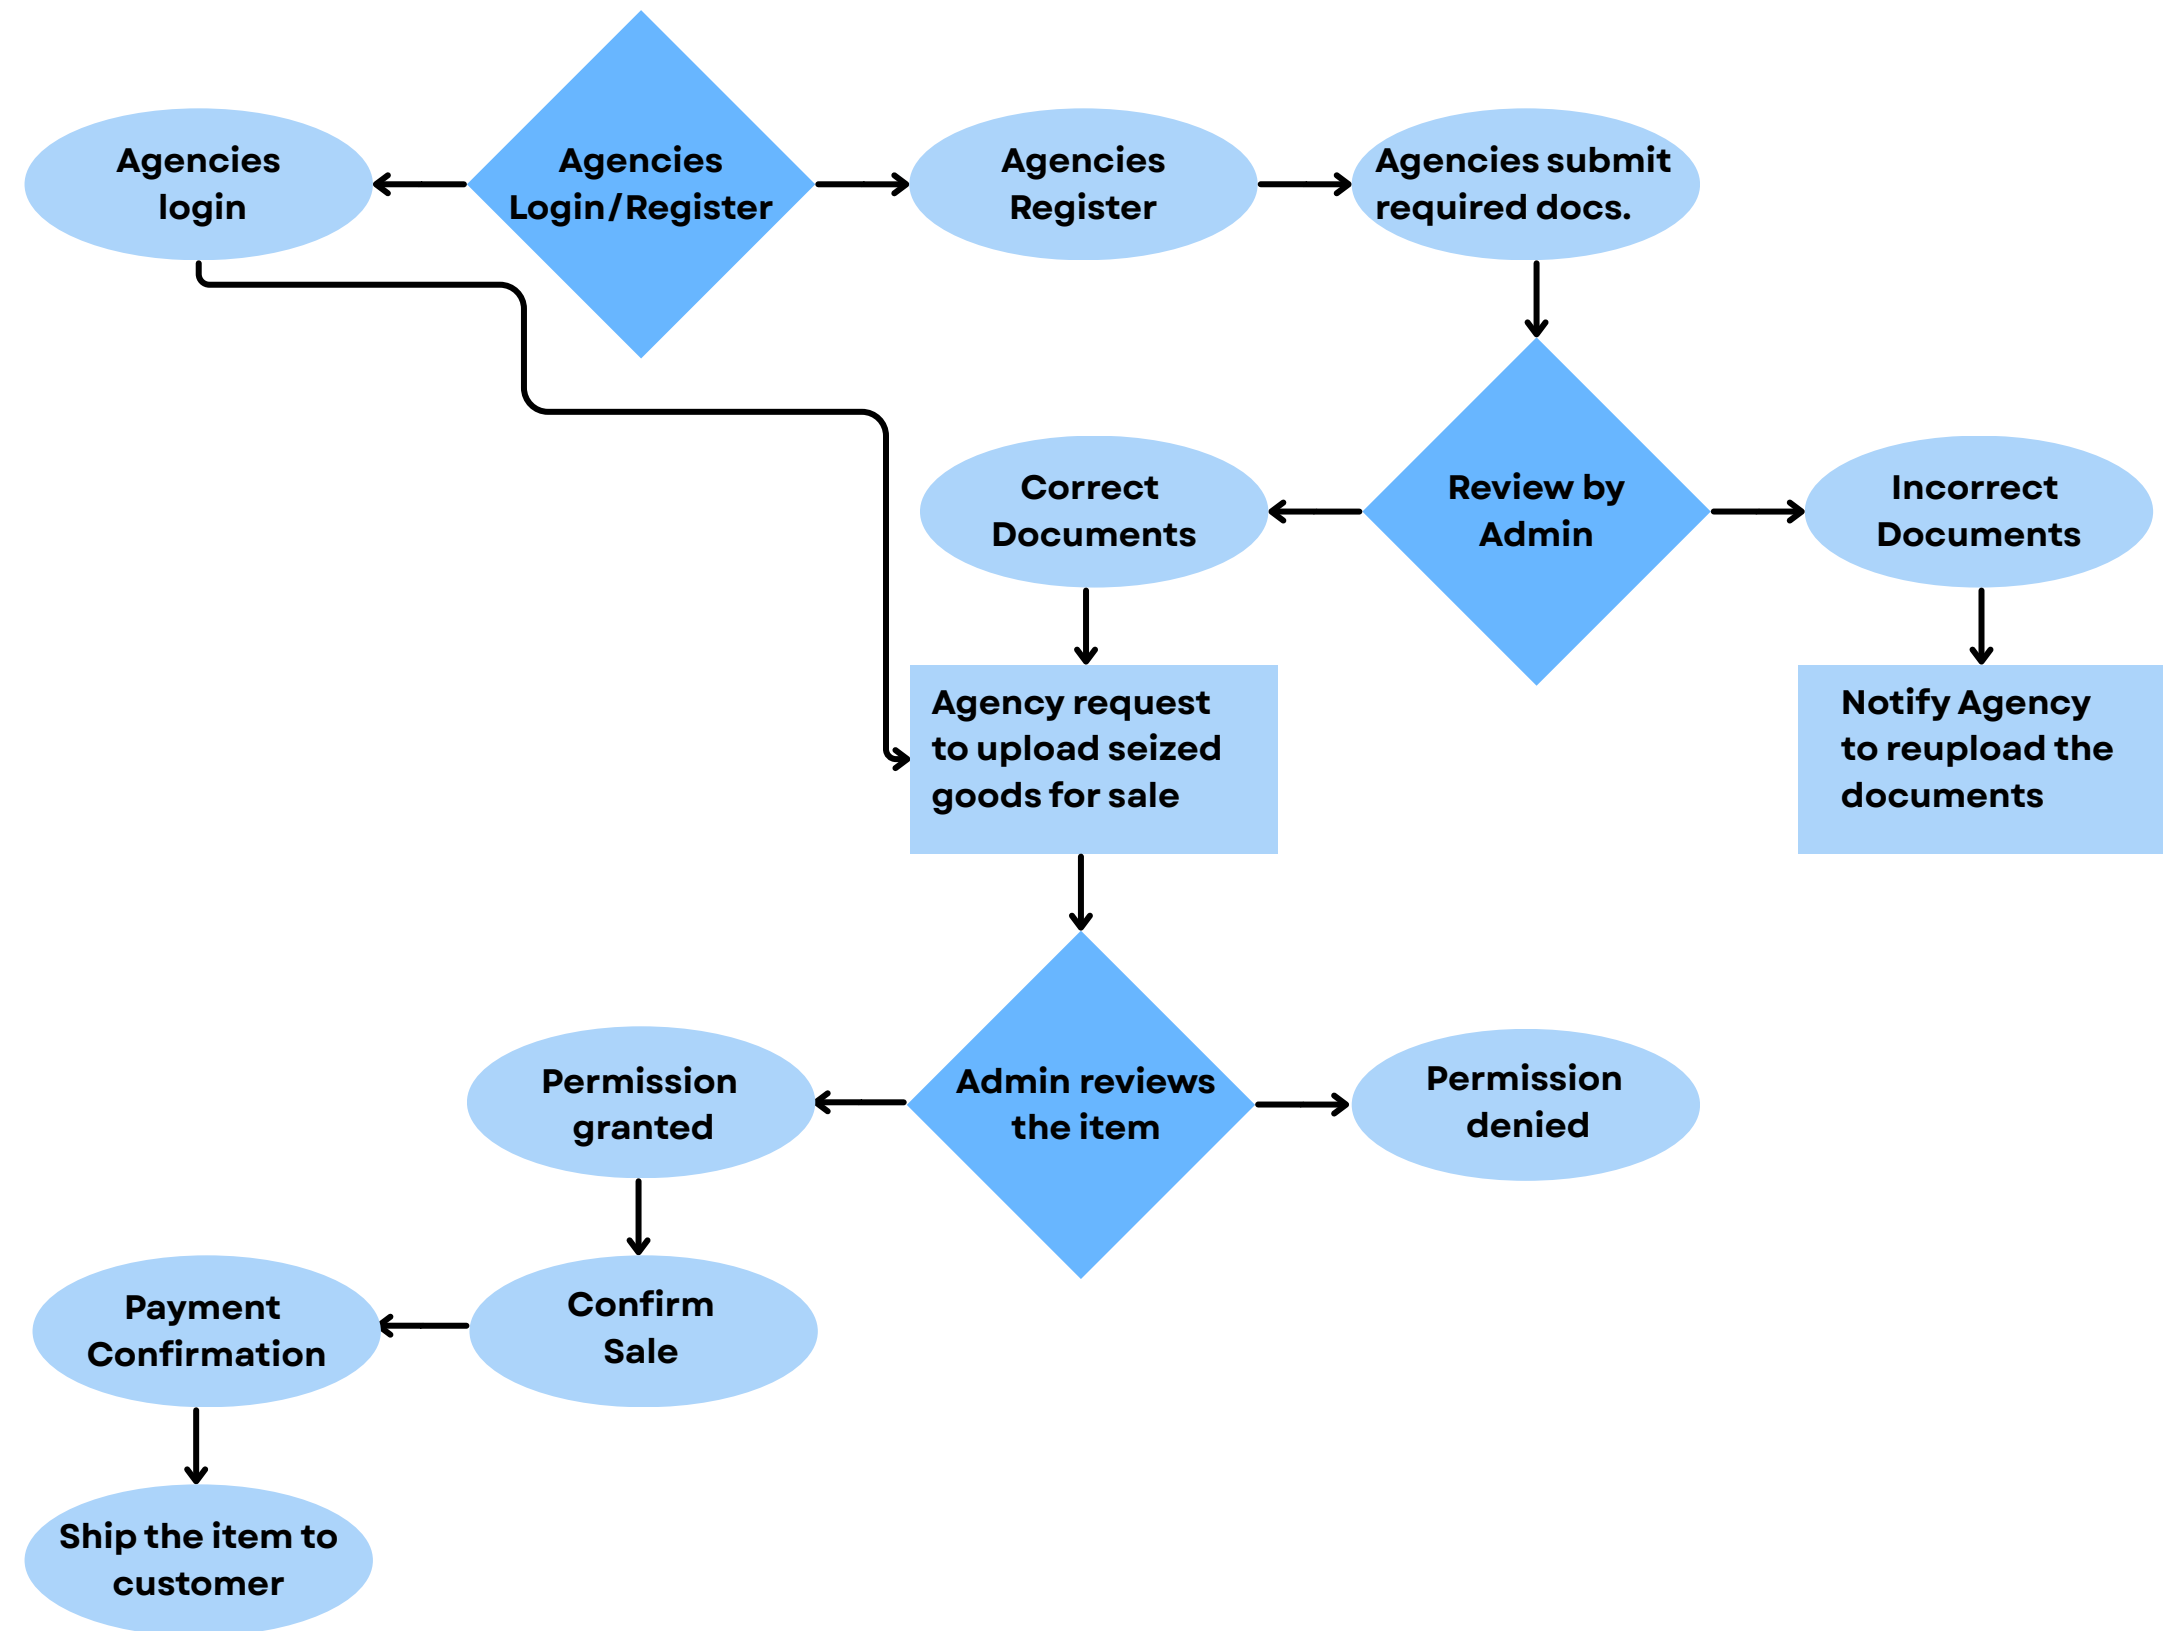 Agencies
login
Agencies
Login/Register
Agencies
Register
Agencies submit
required docs.
Correct
Documents
Review by
Admin
Incorrect
Documents
Agency request
to upload seized
goods for sale
Notify Agency
to reupload the
documents
Permission
granted
Admin reviews
the item
Permission
denied
Payment
Confirmation
Confirm
Sale
Ship the item to
customer